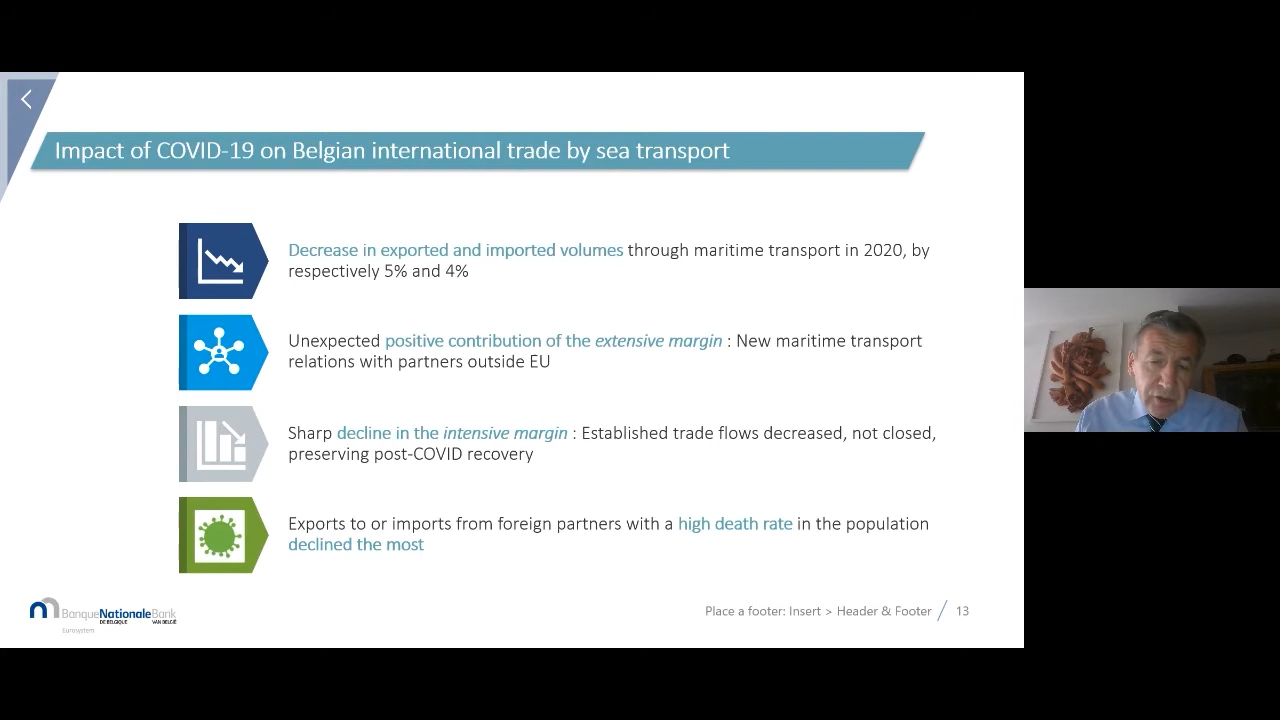 Impact of COVID-19 on Belgian international trade by sea transport
Decrease in exported and imported volumes through maritime transport in 2020, by
respectively 5% and 4%
Unexpected positive contribution of the extensive margin : New maritime transport
relations with partners outside EU
Sharp decline in the intensive margin : Established trade flows decreased, not closed,
preserving post-COVID recovery
Exports to or imports from foreign partners with a high death rate in the population
declined the most
BanqueNationaleBank
DE BELGIQUE VAN BELGIË
Eurosystem
Place a footer: Insert > Header & Footer 13